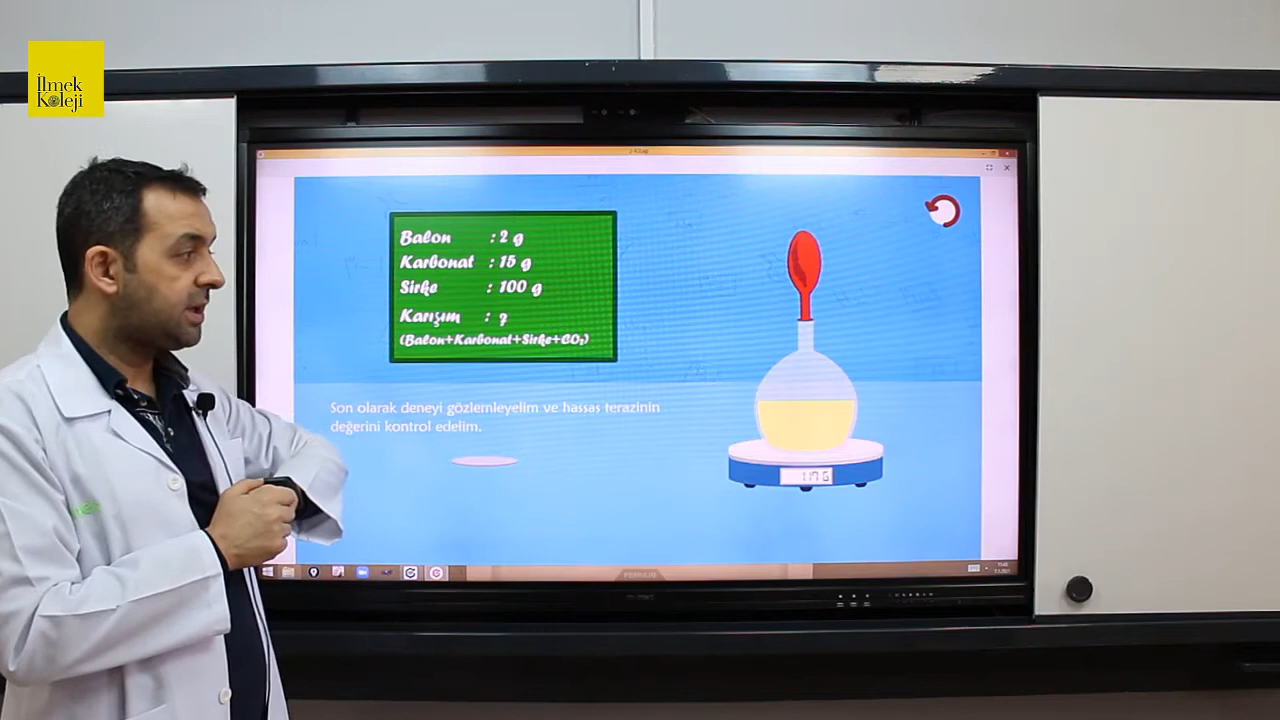 İlmek
Koleji
Balon : 2 g
Karbonat : 15 g
Sirke : 100 g
Karışım : ?
(Balon+Karbonat+Sirke+CO₂)
Son olarak deneyi gözlemleyelim ve hassas terazinin
değerini kontrol edelim.
117 G